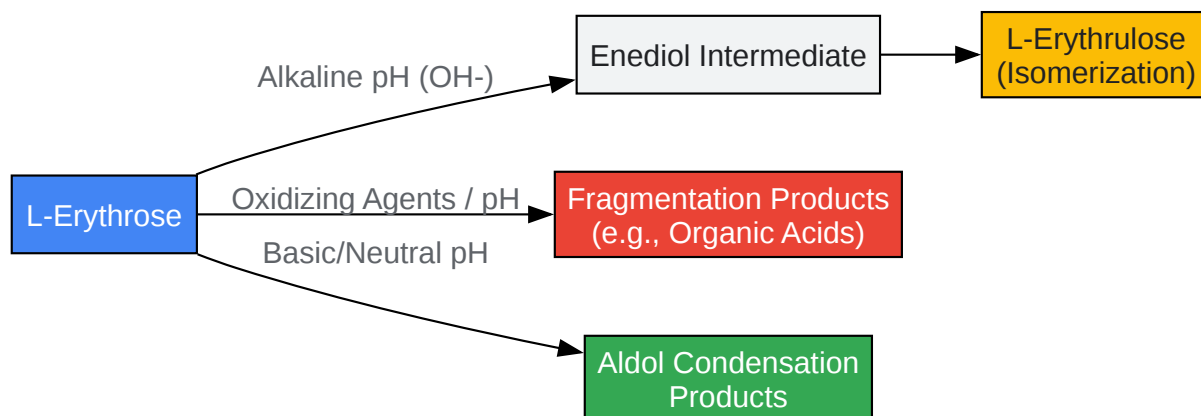 Alkaline pH (OH-)
Enediol Intermediate
L-Erythrulose
(Isomerization)
L-Erythrose
Oxidizing Agents / pH
Fragmentation Products
(e.g., Organic Acids)
Basic/Neutral pH
Aldol Condensation
Products